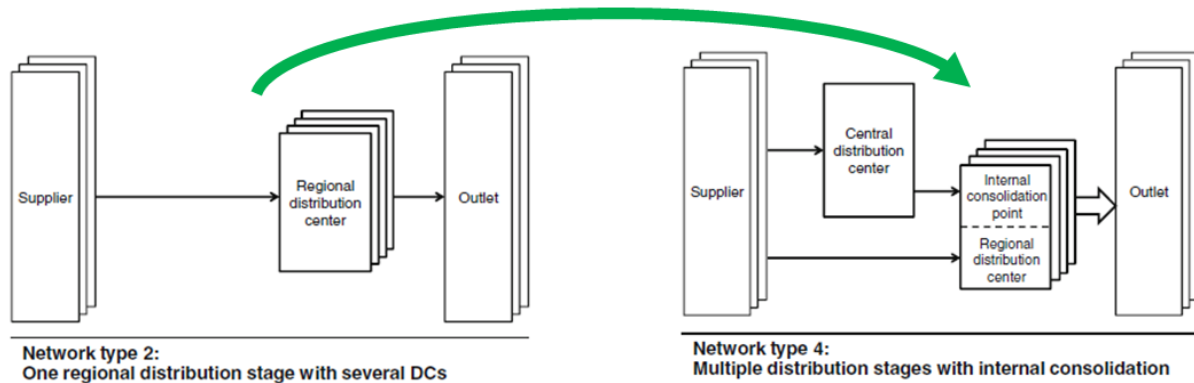 Supplier
Regional
distribution
center
Outlet
Network type 2:
One regional distribution stage with several DCs
Supplier
Central
distribution
center
Internal
consolidation
point
Regional
distribution
center
Outlet
Network type 4:
Multiple distribution stages with internal consolidation